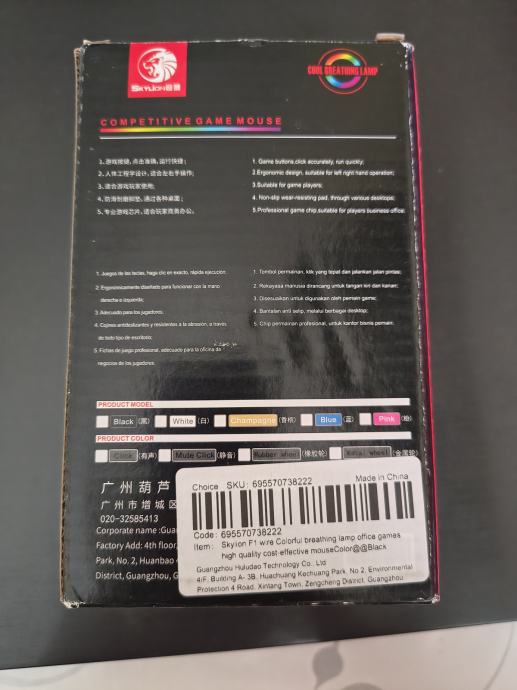 SKYLION
COOL BREATHING LAMP
COMPETITIVE GAME MOUSE
1、游戏按键,点击准确,运行快捷;
2、人体工程学设计,适合左右手操作;
3、适合游戏玩家使用;
4、防滑耐磨脚垫,通过各种桌面;
5、专业游戏芯片,适合玩家商务办公。
1. Game buttons,click accurately, run quickly;
2.Ergonomic design, suitable for left right hand operation;
3.Suitable for game players;
4. Non-slip wear-resisting pad, through various desktops;
5.Professional game chip,suitable for players business office
1. Juegos de las teclas, haga clic en exacto, rápida ejecución;
2. Ergonómicamente diseñado para funcionar con la mano
derecha e izquierda;
3. Adecuado para los jugadores.
4. Cojines antideslizantes y resistentes a la abrasión, a través
de todo tipo de escritorio;
5. Fichas de juego profesional, adecuado para la oficina de
negocios de los jugadores.
1. Tombol permainan, klik yang tepat dan jalankan jalan pintas;
2. Rekayasa manusia dirancang untuk tangan kiri dan kanan;
3. Disesuaikan untuk digunakan oleh pemain game;
4. Bantalan anti selip, melalui berbagai desktop;
5. Chip permainan profesional, untuk kantor bisnis pemain.
PRODUCT MODEL
Black (黑) White (白) Champagne (香槟) Blue (蓝) Pink (粉)
PRODUCT COLOR
Click (有声) Mute Click (静音) Rubber wheel (橡胶轮) Metal wheel (金属轮)
广州葫芦
广州市增城区
020-32585413
Corporate name :Gua
Factory Add: 4th floor,
Park, No. 2, Huanbao
District, Guangzhou, G
Choice SKU: 695570738222 Made in China
Code: 695570738222
Item: Skylion F1 wire Colorful breathing lamp office games
high quality cost-effective mouseColor@@Black
Guangzhou Huludao Technology Co., Ltd
4/F, Building A- 3B, Huachuang Kechuang Park, No. 2, Environmental
Protection 4 Road, Xintang Town, Zengcheng District, Guangzhou